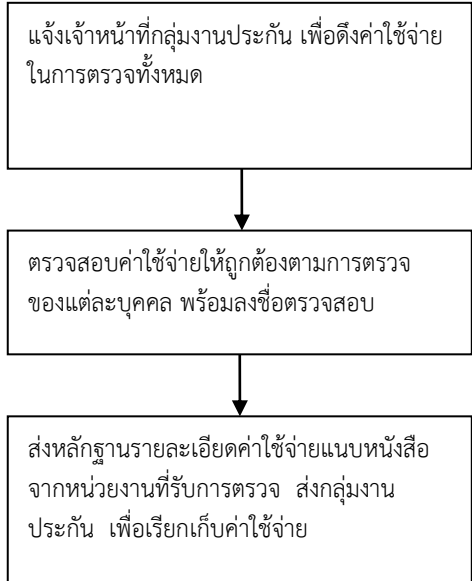 แจ้งเจ้าหน้าที่กลุ่มงานประกัน เพื่อดึงค่าใช้จ่าย
ในการตรวจทั้งหมด
ตรวจสอบค่าใช้จ่ายให้ถูกต้องตามการตรวจ
ของแต่ละบุคคล พร้อมลงชื่อตรวจสอบ
ส่งหลักฐานรายละเอียดค่าใช้จ่ายแนบหนังสือ
จากหน่วยงานที่รับการตรวจ ส่งกลุ่มงาน
ประกัน เพื่อเรียกเก็บค่าใช้จ่าย